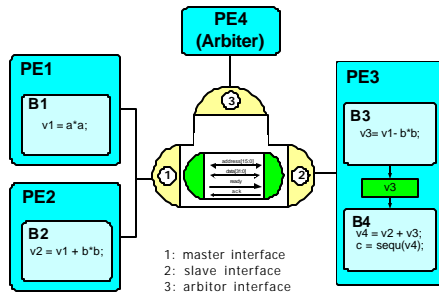 PE4
(Arbiter)
PE1
B1
v1 = a*a;
PE2
B2
v2 = v1 + b*b;
3
1
address[15:0]
data[31:0]
ready
ack
2
PE3
B3
v3= v1- b*b;
v3
B4
v4 = v2 + v3;
c = sequ(v4);
1: master interface
2: slave interface
3: arbitor interface